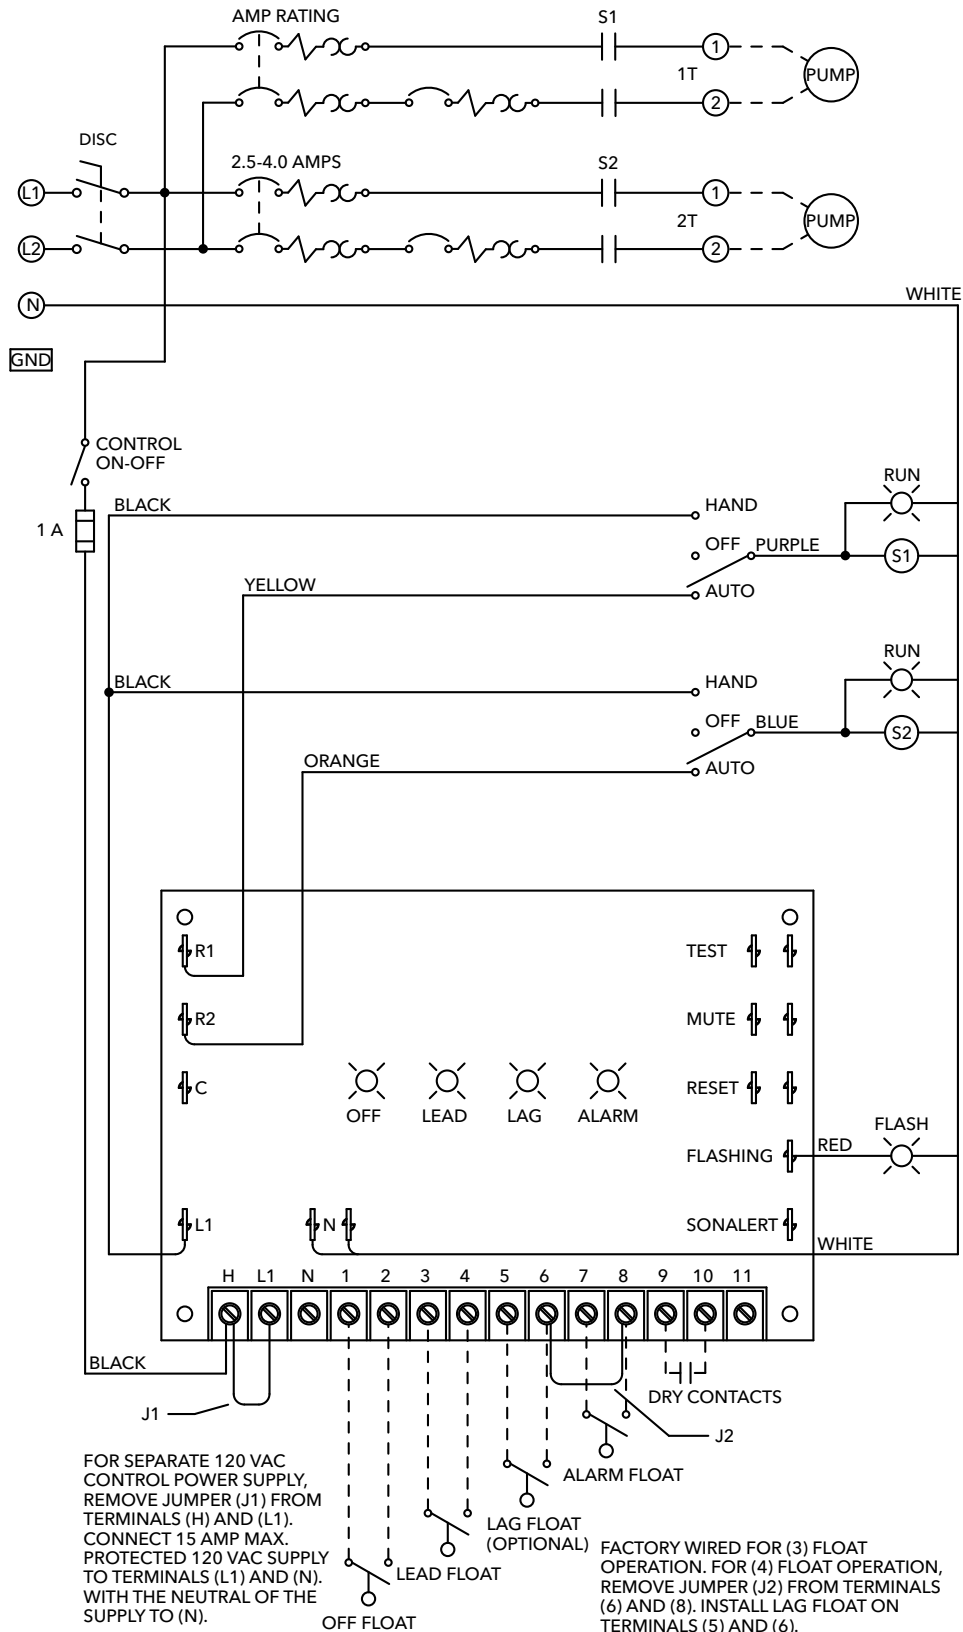 AMP RATING
S1
1
1T
PUMP
2
DISC
2.5-4.0 AMPS
S2
L1
1
2T
PUMP
L2
2
N
WHITE
GND
CONTROL
ON-OFF
1 A
BLACK
HAND
RUN
OFF
PURPLE
S1
YELLOW
AUTO
BLACK
HAND
RUN
OFF
BLUE
S2
ORANGE
AUTO
R1
TEST
R2
MUTE
C
RESET
OFF
LEAD
LAG
ALARM
FLASH
FLASHING
RED
L1
N
SONALERT
WHITE
H L1 N 1 2 3 4 5 6 7 8 9 10 11
BLACK
DRY CONTACTS
J1
J2
ALARM FLOAT
LAG FLOAT
(OPTIONAL)
LEAD FLOAT
OFF FLOAT
FOR SEPARATE 120 VAC
CONTROL POWER SUPPLY,
REMOVE JUMPER (J1) FROM
TERMINALS (H) AND (L1).
CONNECT 15 AMP MAX.
PROTECTED 120 VAC SUPPLY
TO TERMINALS (L1) AND (N).
WITH THE NEUTRAL OF THE
SUPPLY TO (N).
FACTORY WIRED FOR (3) FLOAT
OPERATION. FOR (4) FLOAT OPERATION,
REMOVE JUMPER (J2) FROM TERMINALS
(6) AND (8). INSTALL LAG FLOAT ON
TERMINALS (5) AND (6).